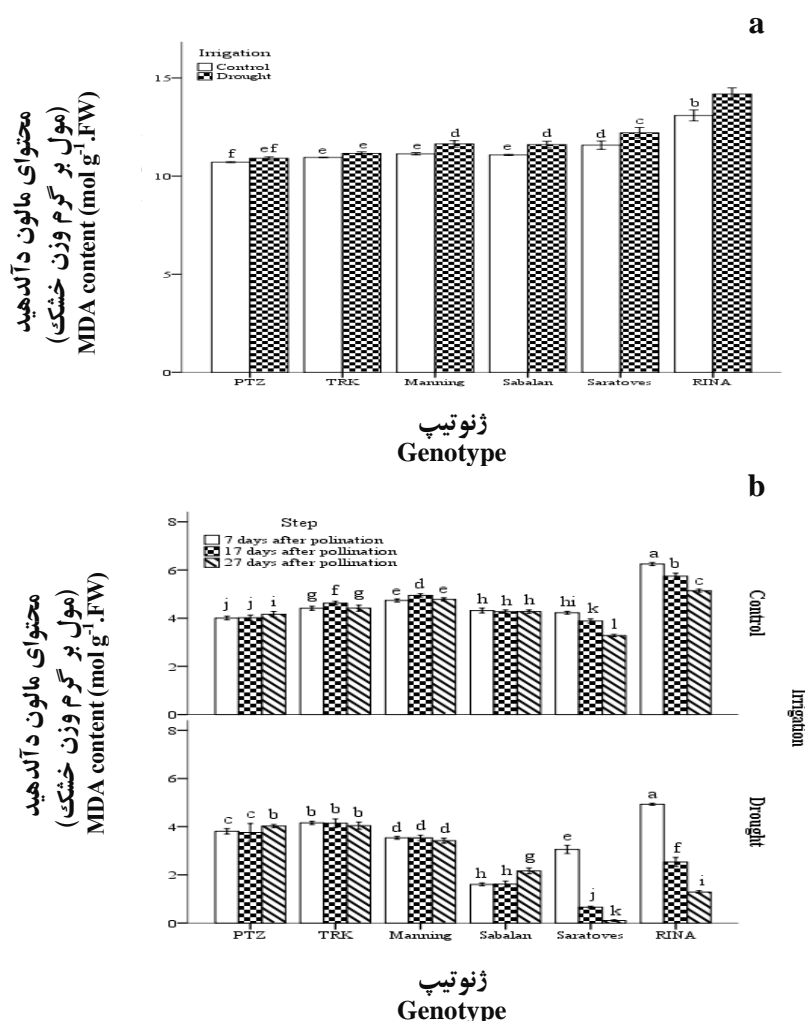 a
Irrigation
Control
Drought
محتوای مالون دآلدهید
(مول بر گرم وزن خشک)
MDA content (mol g-1.FW)
15
10
5
0
f ef e e e d e d d c b
PTZ TRK Manning Sabalan Saratoves RINA
ژنوتیپ
Genotype
b
Step
7 days after polination
17 days after pollination
27 days after pollination
محتوای مالون دآلدهید
(مول بر گرم وزن خشک)
MDA content (mol g-1.FW)
8
6
4
2
0
j j i g f g e d e h h h hi k l a b c
Control
Irrigation
8
6
4
2
0
c c b b b b d d d h h g e j k a f i
Drought
PTZ TRK Manning Sabalan Saratoves RINA
ژنوتیپ
Genotype